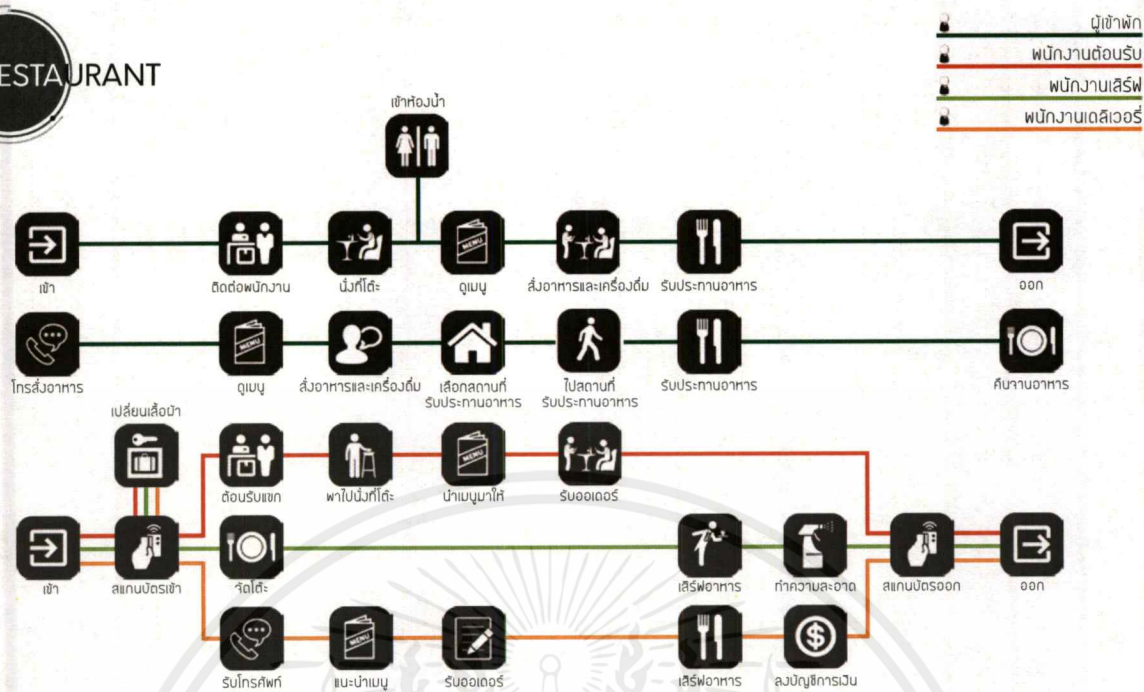 ESTAURANT
ผู้เข้าพัก
พนักงานต้อนรับ
พนักงานเสิร์ฟ
พนักงานเดลิเวอรี่
เข้าห้องน้ำ
MENU
เข้า
ติดต่อพนักงาน
นั่งที่โต๊ะ
ดูเมนู
สั่งอาหารและเครื่องดื่ม
รับประทานอาหาร
ออก
MENU
โทรสั่งอาหาร
ดูเมนู
สั่งอาหารและเครื่องดื่ม
เลือกสถานที่
รับประทานอาหาร
ไปสถานที่
รับประทานอาหาร
รับประทานอาหาร
คืนจานอาหาร
เปลี่ยนเสื้อผ้า
MENU
ต้อนรับแขก
พาไปนั่งที่โต๊ะ
นำเมนูมาให้
รับออเดอร์
เข้า
สแกนบัตรเข้า
จัดโต๊ะ
เสิร์ฟอาหาร
ทำความสะอาด
สแกนบัตรออก
ออก
MENU
รับโทรศัพท์
แนะนำเมนู
รับออเดอร์
เสิร์ฟอาหาร
ลงบัญชีการเงิน